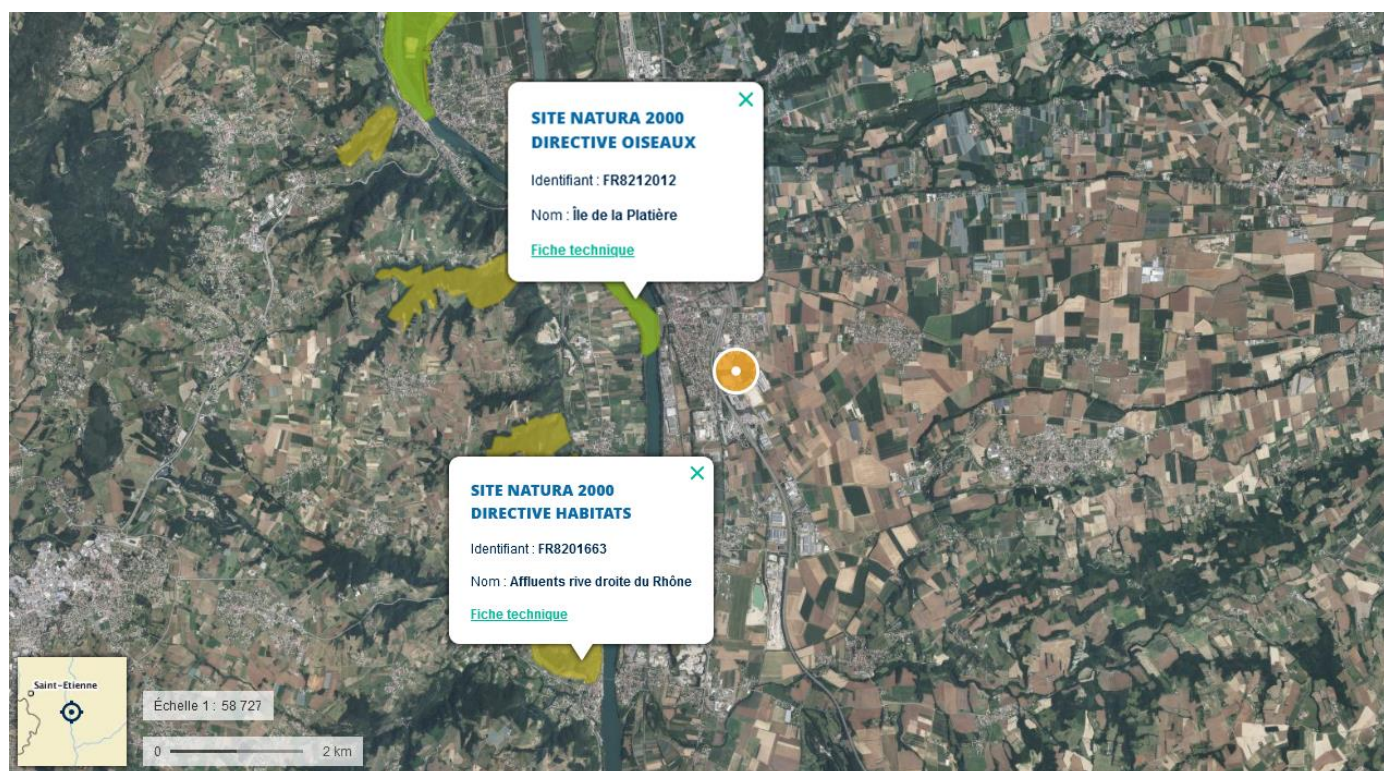 SITE NATURA 2000
DIRECTIVE OISEAUX
Identifiant : FR8212012
Nom : Île de la Platière
Fiche technique
SITE NATURA 2000
DIRECTIVE HABITATS
Identifiant : FR8201663
Nom : Affluents rive droite du Rhône
Fiche technique
Saint-Etienne
Échelle 1 : 58 727
0 2 km